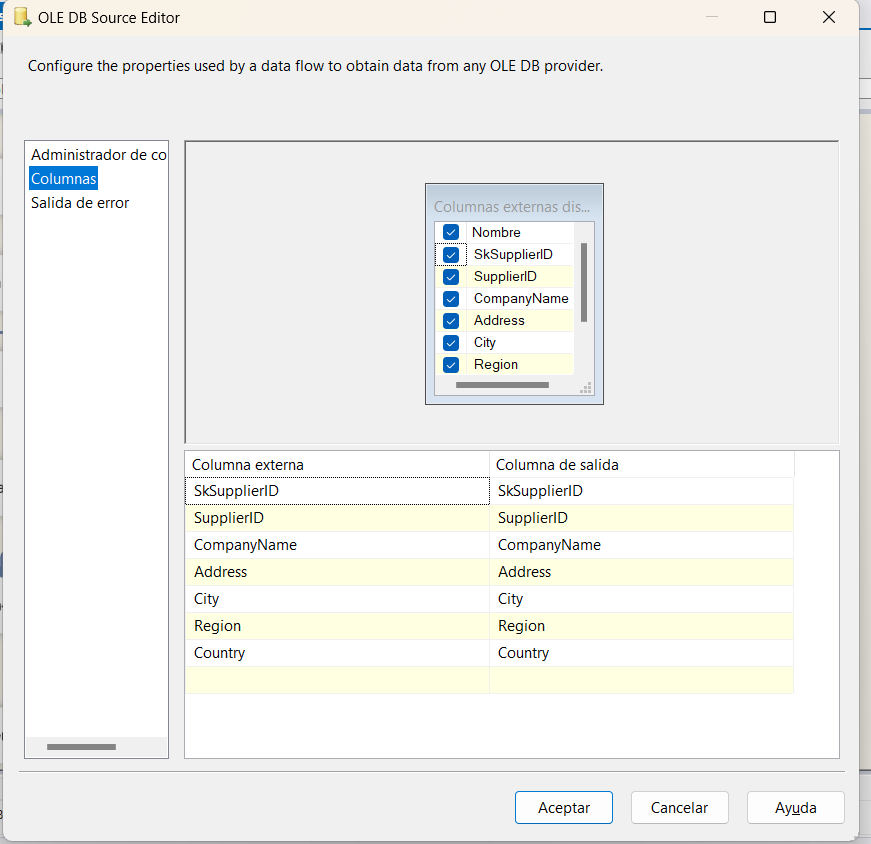 OLE DB Source Editor
Configure the properties used by a data flow to obtain data from any OLE DB provider.
Administrador de co
Columnas
Salida de error
Columnas externas dis...
Nombre
SkSupplierID
SupplierID
CompanyName
Address
City
Region
Columna externa Columna de salida
SkSupplierID SkSupplierID
SupplierID SupplierID
CompanyName CompanyName
Address Address
City City
Region Region
Country Country
Aceptar Cancelar Ayuda